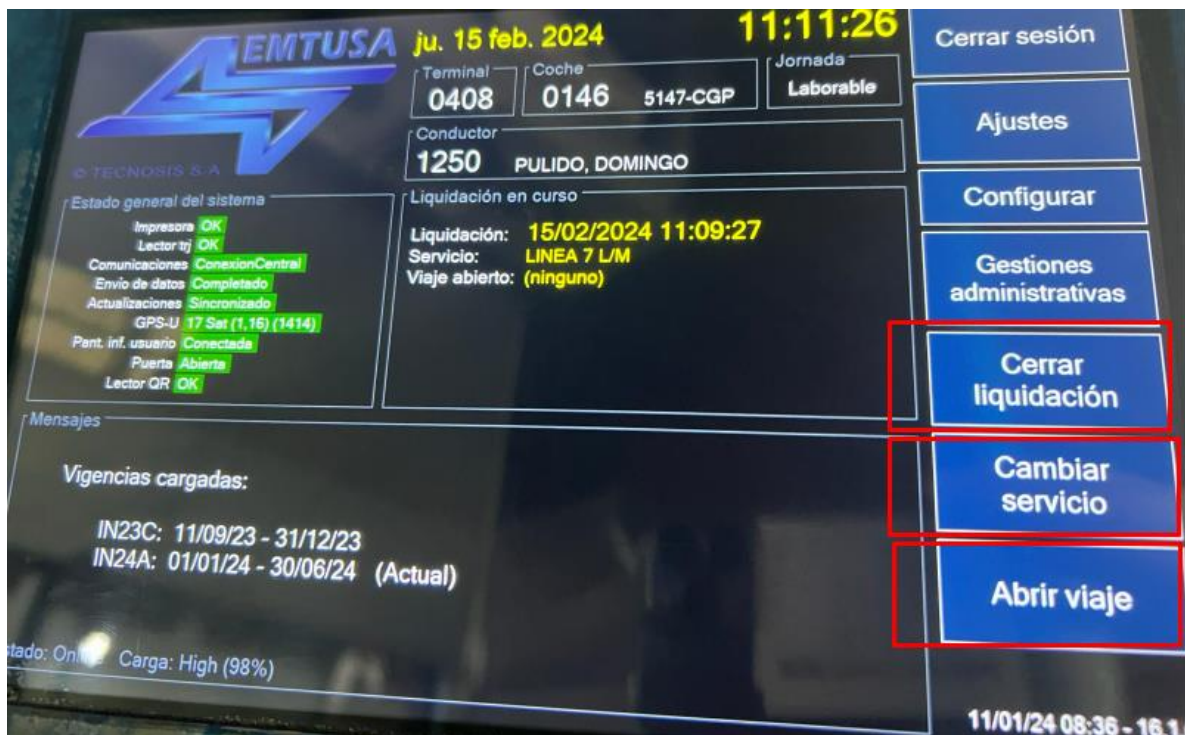 EMTUSA
ju. 15 feb. 2024
11:11:26
Terminal
0408
Coche
0146 5147-CGP
Jornada
Laborable
Conductor
1250 PULIDO, DOMINGO
© TECNOSIS S.A
Estado general del sistema
Impresora OK
Lector trj OK
Comunicaciones ConexionCentral
Envio de datos Completado
Actualizaciones Sincronizado
GPS-U 17 Sat (1,16) (1414)
Pant. inf. usuario Conectada
Puerta Abierta
Lector QR OK
Liquidación en curso
Liquidación: 15/02/2024 11:09:27
Servicio: LINEA 7 L/M
Viaje abierto: (ninguno)
Mensajes
Vigencias cargadas:
IN23C: 11/09/23 - 31/12/23
IN24A: 01/01/24 - 30/06/24 (Actual)
Carga: High (98%)
Cerrar sesión
Ajustes
Configurar
Gestiones
administrativas
Cerrar
liquidación
Cambiar
servicio
Abrir viaje
11/01/24 08:36 - 16.1